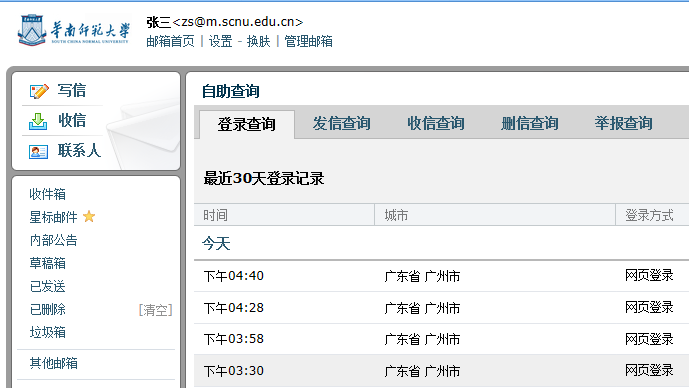 華南師範大學
SOUTH CHINA NORMAL UNIVERSITY
张三<zs@m.scnu.edu.cn>
邮箱首页 | 设置 - 换肤 | 管理邮箱
写信
收信
联系人
收件箱
星标邮件
内部公告
草稿箱
已发送
已删除 [清空]
垃圾箱
其他邮箱
自助查询
登录查询 发信查询 收信查询 删信查询 举报查询
最近30天登录记录
时间 城市 登录方式
今天
下午04:40 广东省 广州市 网页登录
下午04:28 广东省 广州市 网页登录
下午03:58 广东省 广州市 网页登录
下午03:30 广东省 广州市 网页登录